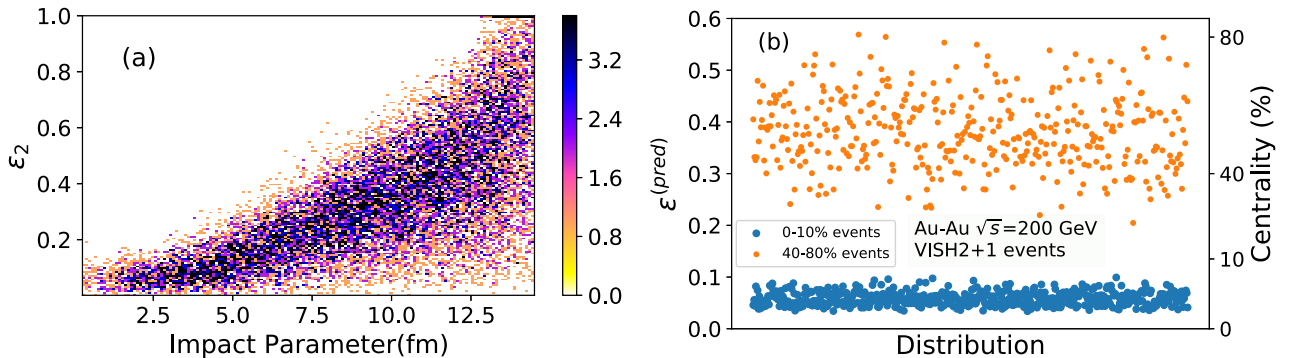 (a)
ε₂
1.0
0.8
0.6
0.4
0.2
2.5 5.0 7.5 10.0 12.5
Impact Parameter(fm)
3.2
2.4
1.6
0.8
0.0
(b)
ε^(pred)
0.6
0.5
0.4
0.3
0.2
0.1
0.0
0-10% events
40-80% events
Au-Au √s=200 GeV
VISH2+1 events
Distribution
80
40
10
0
Centrality (%)